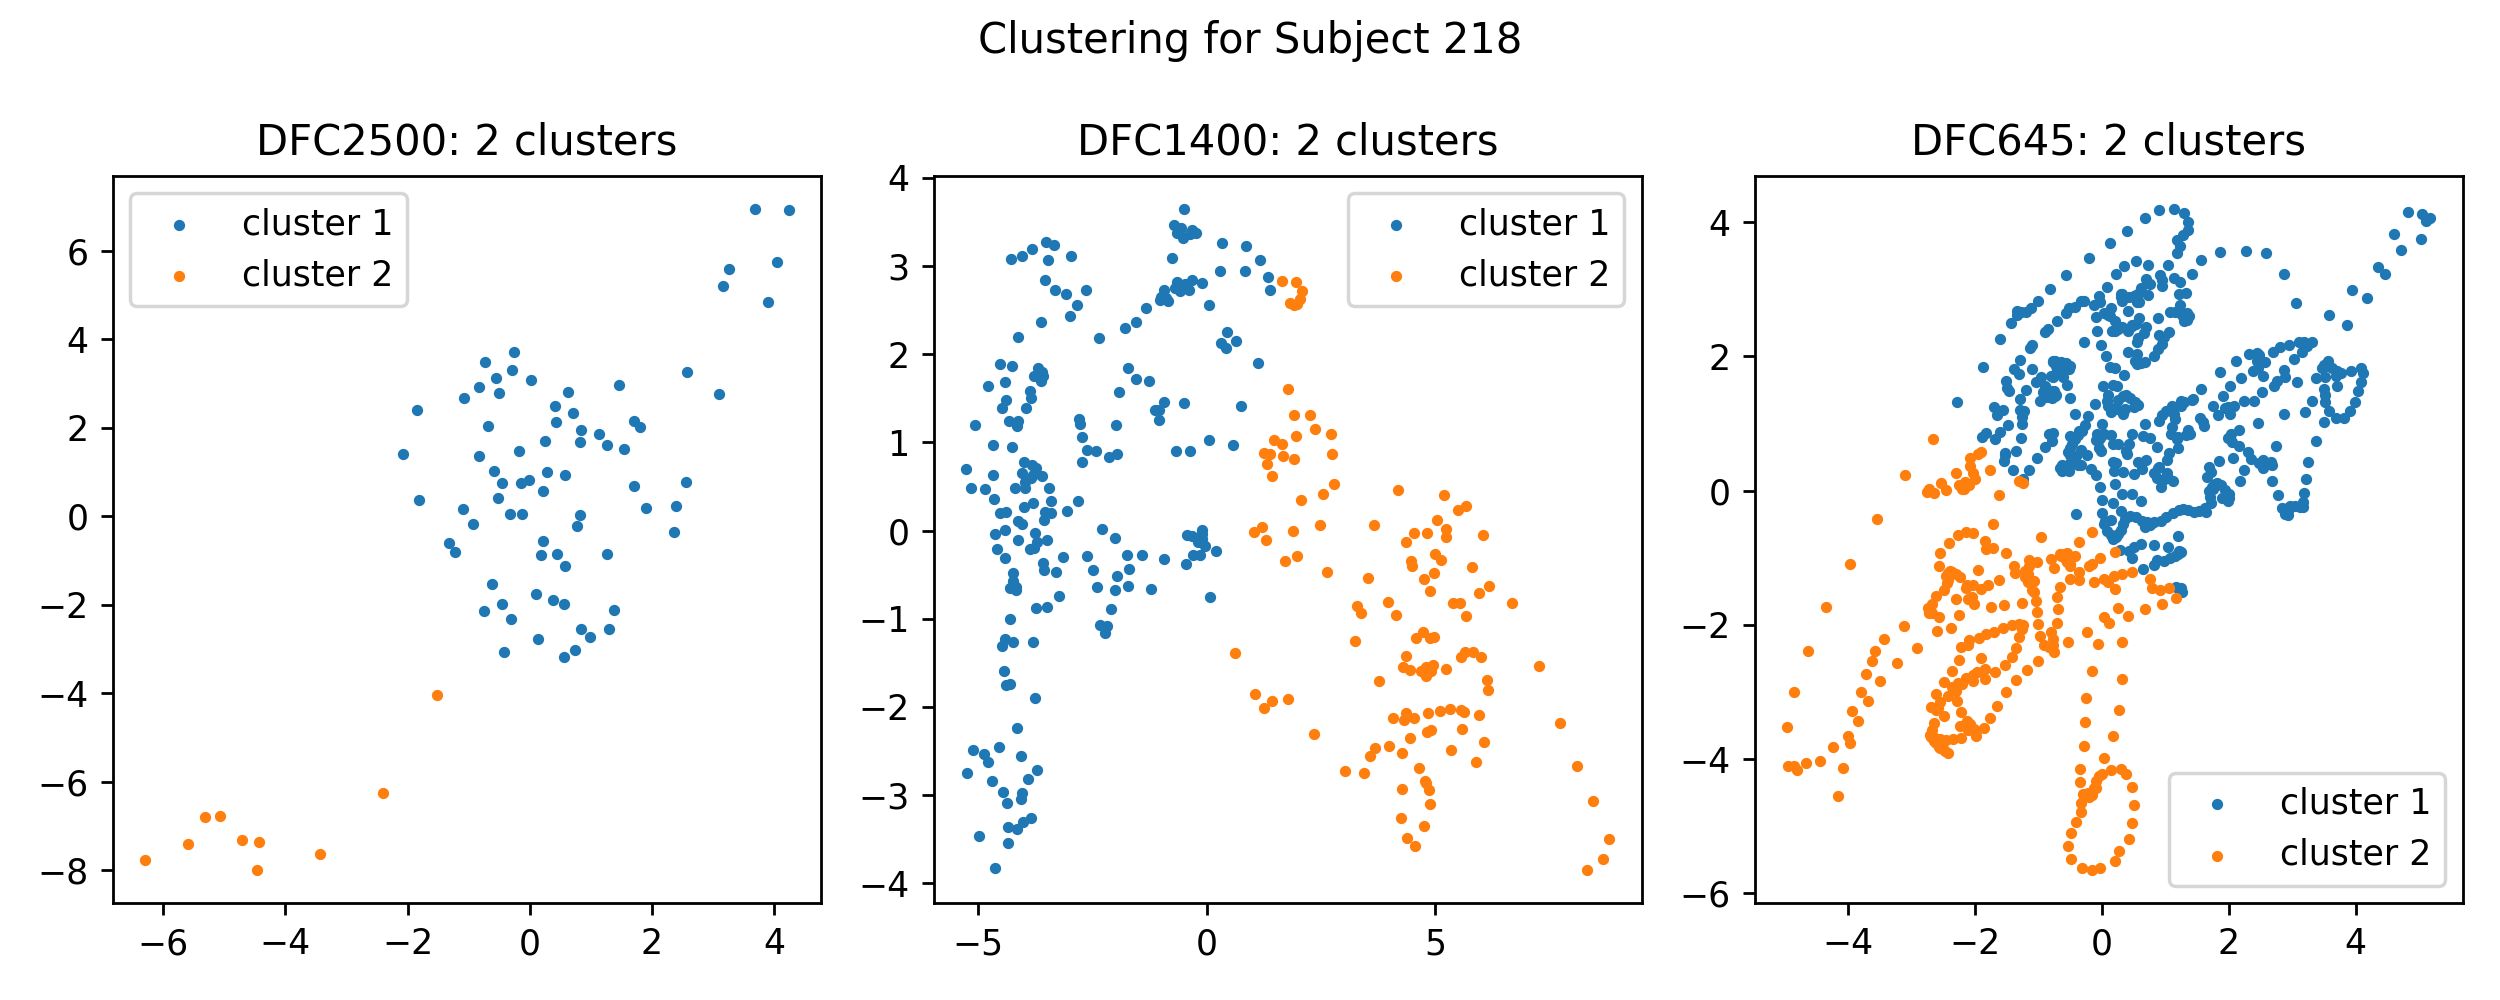 Clustering for Subject 218
DFC2500: 2 clusters
cluster 1
cluster 2
6
4
2
0
−2
−4
−6
−8
−6 −4 −2 0 2 4
DFC1400: 2 clusters
cluster 1
cluster 2
4
3
2
1
0
−1
−2
−3
−4
−5 0 5
DFC645: 2 clusters
4
2
0
−2
−4
−6
cluster 1
cluster 2
−4 −2 0 2 4